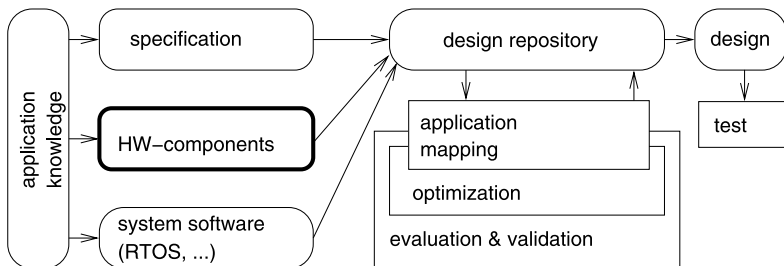 application
knowledge
specification
HW−components
system software
(RTOS, ...)
design repository
application
mapping
optimization
evaluation & validation
design
test